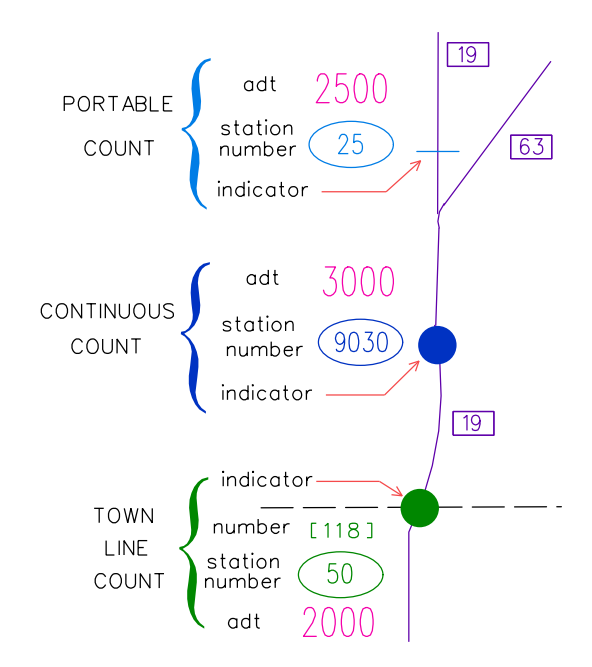 19
adt 2500
PORTABLE
COUNT
station
number 25
63
indicator
adt 3000
CONTINUOUS
COUNT
station
number 9030
indicator
19
indicator
TOWN
LINE
COUNT
number [118]
station
number 50
adt 2000